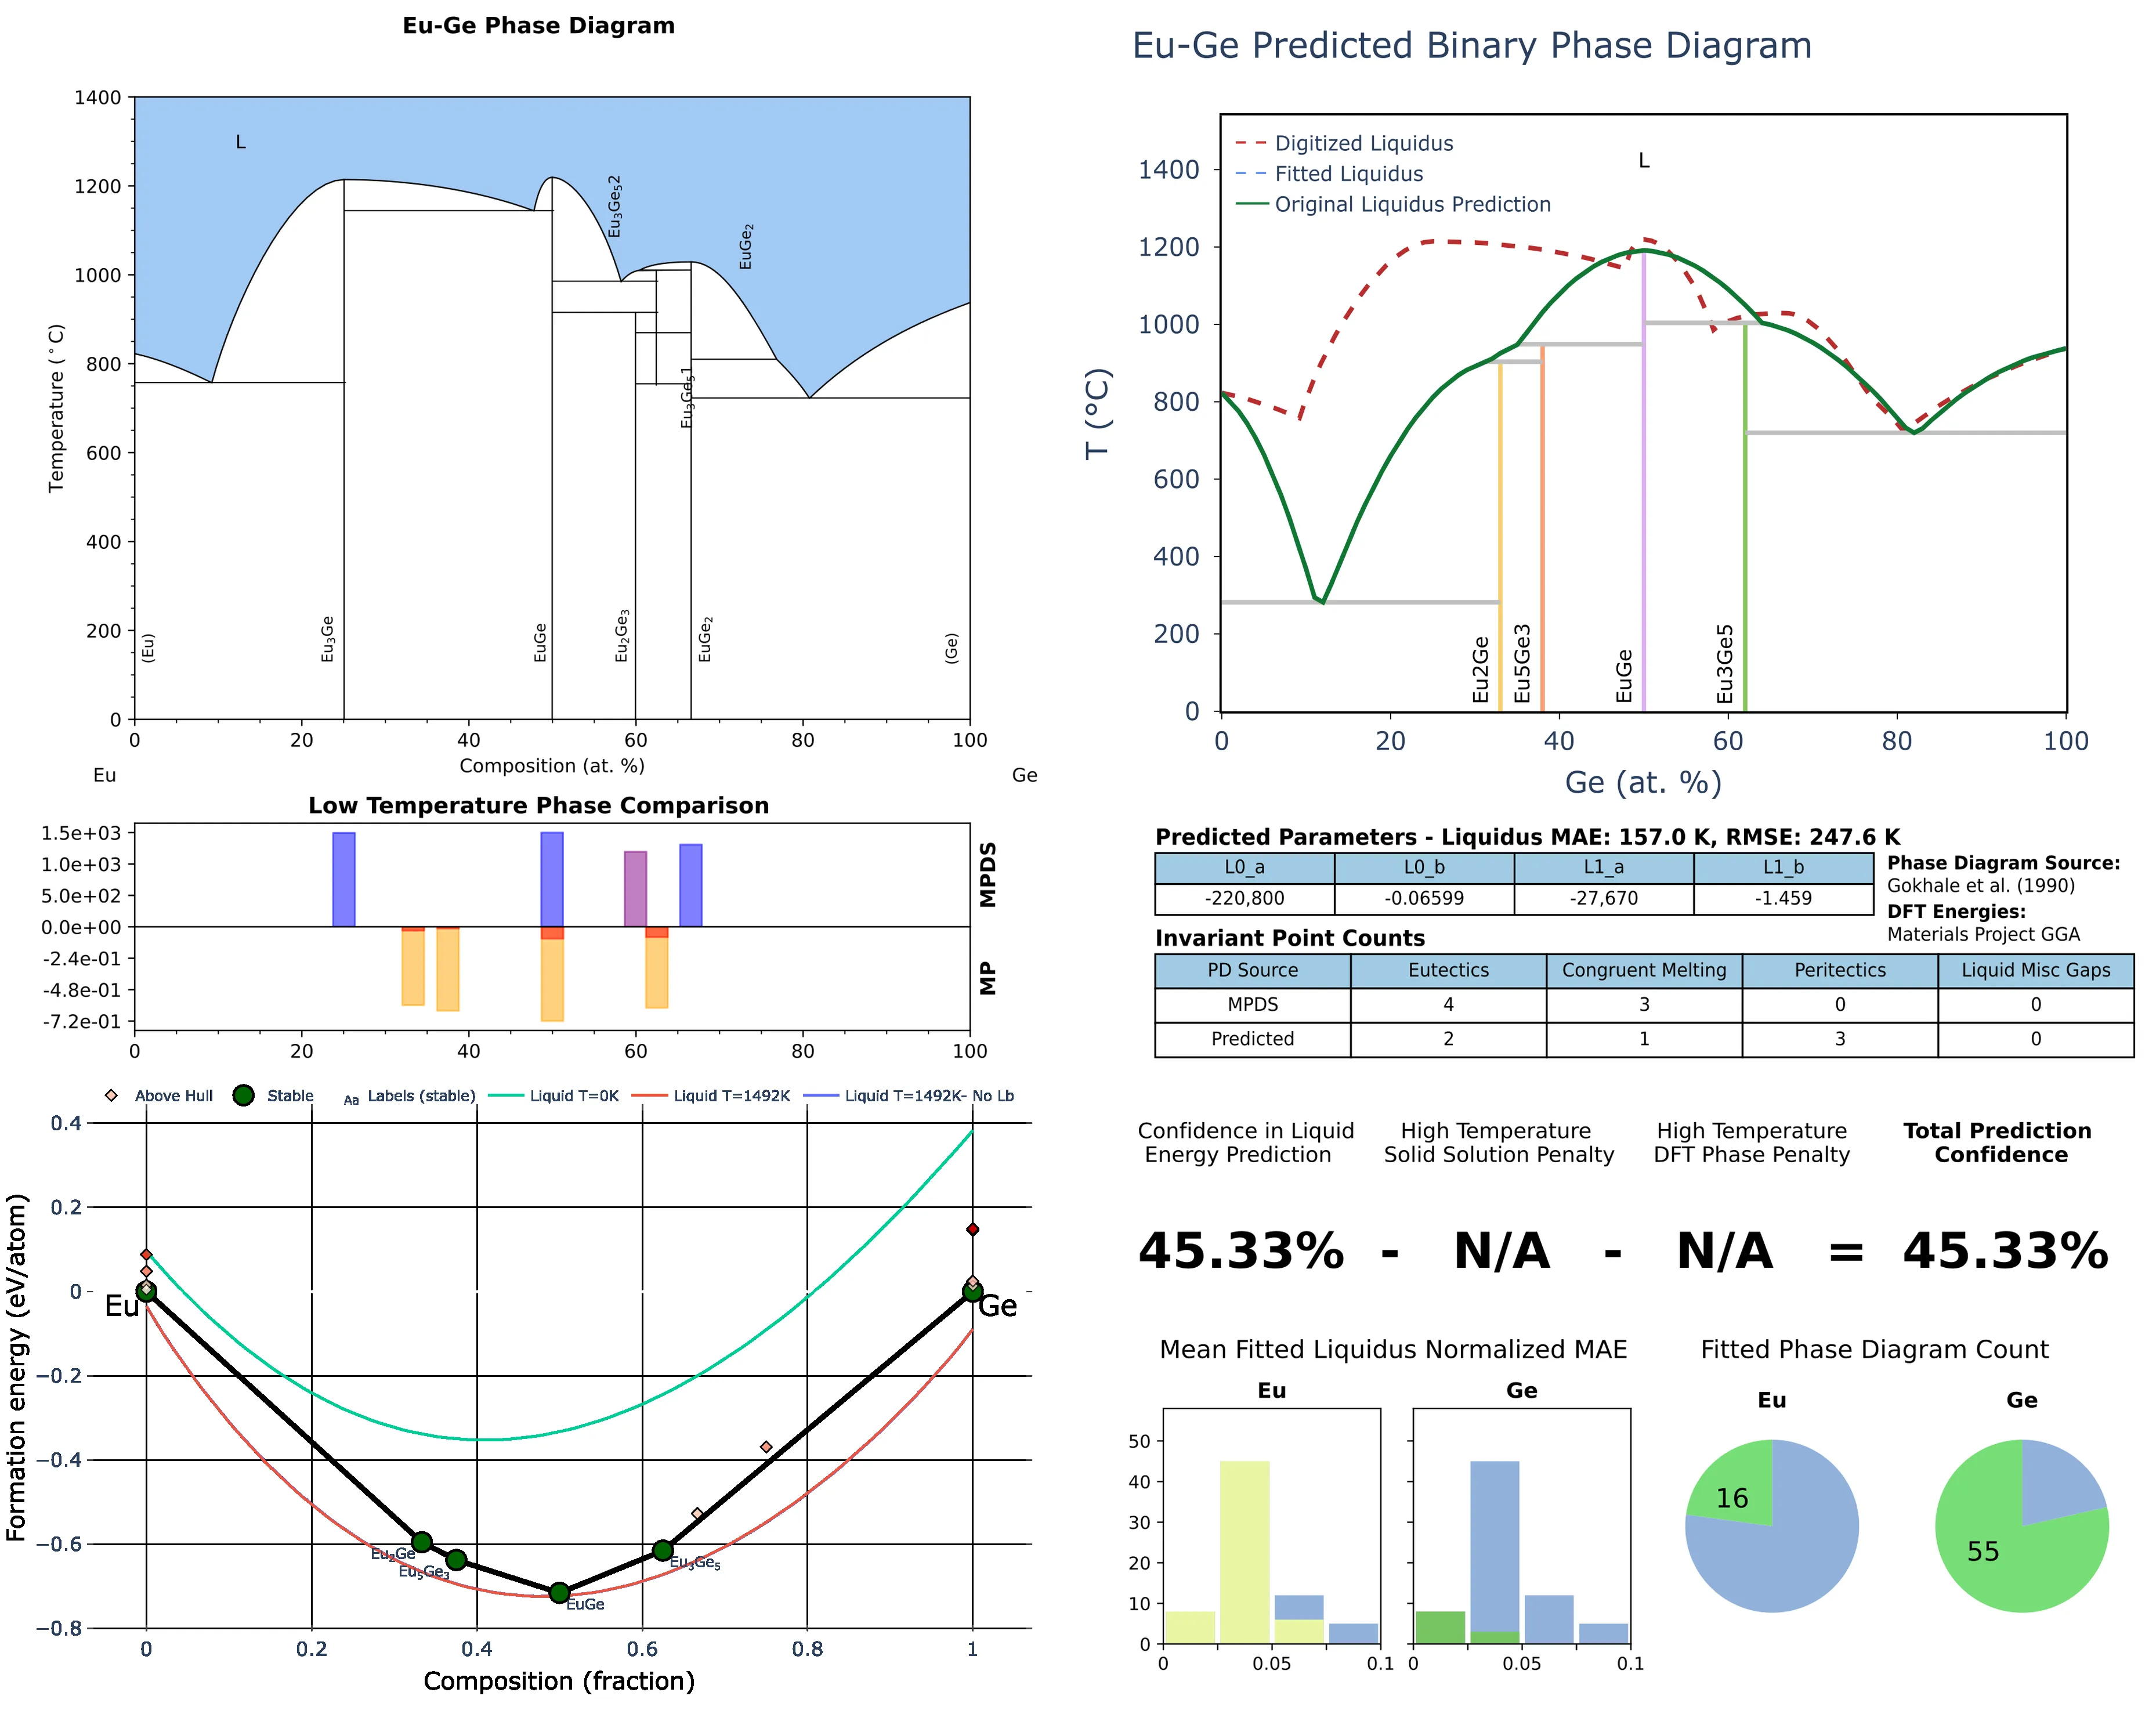 Eu-Ge Phase Diagram
1400
1200
1000
800
600
400
200
0
Temperature (°C)
L
Eu₃Ge₅2
EuGe₂
Eu₃Ge₅1
(Eu)
Eu₃Ge
EuGe
Eu₂Ge₃
EuGe₂
(Ge)
0 20 40 60 80 100
Composition (at. %)
Eu Ge
Eu-Ge Predicted Binary Phase Diagram
Digitized Liquidus
Fitted Liquidus
Original Liquidus Prediction
L
1400
1200
1000
800
600
400
200
0
T (°C)
Eu2Ge
Eu5Ge3
EuGe
Eu3Ge5
0 20 40 60 80 100
Ge (at. %)
Low Temperature Phase Comparison
1.5e+03
1.0e+03
5.0e+02
0.0e+00
-2.4e-01
-4.8e-01
-7.2e-01
MPDS
MP
0 20 40 60 80 100
Predicted Parameters - Liquidus MAE: 157.0 K, RMSE: 247.6 K
L0_a L0_b L1_a L1_b
-220,800 -0.06599 -27,670 -1.459
Phase Diagram Source:
Gokhale et al. (1990)
DFT Energies:
Materials Project GGA
Invariant Point Counts
PD Source Eutectics Congruent Melting Peritectics Liquid Misc Gaps
MPDS 4 3 0 0
Predicted 2 1 3 0
Above Hull Stable Aa Labels (stable) Liquid T=0K Liquid T=1492K Liquid T=1492K- No Lb
0.4
0.2
0
−0.2
−0.4
−0.6
−0.8
Formation energy (eV/atom)
Eu
Ge
Eu₂Ge
Eu₅Ge₃
EuGe
Eu₃Ge₅
0 0.2 0.4 0.6 0.8 1
Composition (fraction)
Confidence in Liquid
Energy Prediction
High Temperature
Solid Solution Penalty
High Temperature
DFT Phase Penalty
Total Prediction
Confidence
45.33% - N/A - N/A = 45.33%
Mean Fitted Liquidus Normalized MAE
Eu Ge
50
40
30
20
10
0
0 0.05 0.1
0 0.05 0.1
Fitted Phase Diagram Count
Eu Ge
16
55